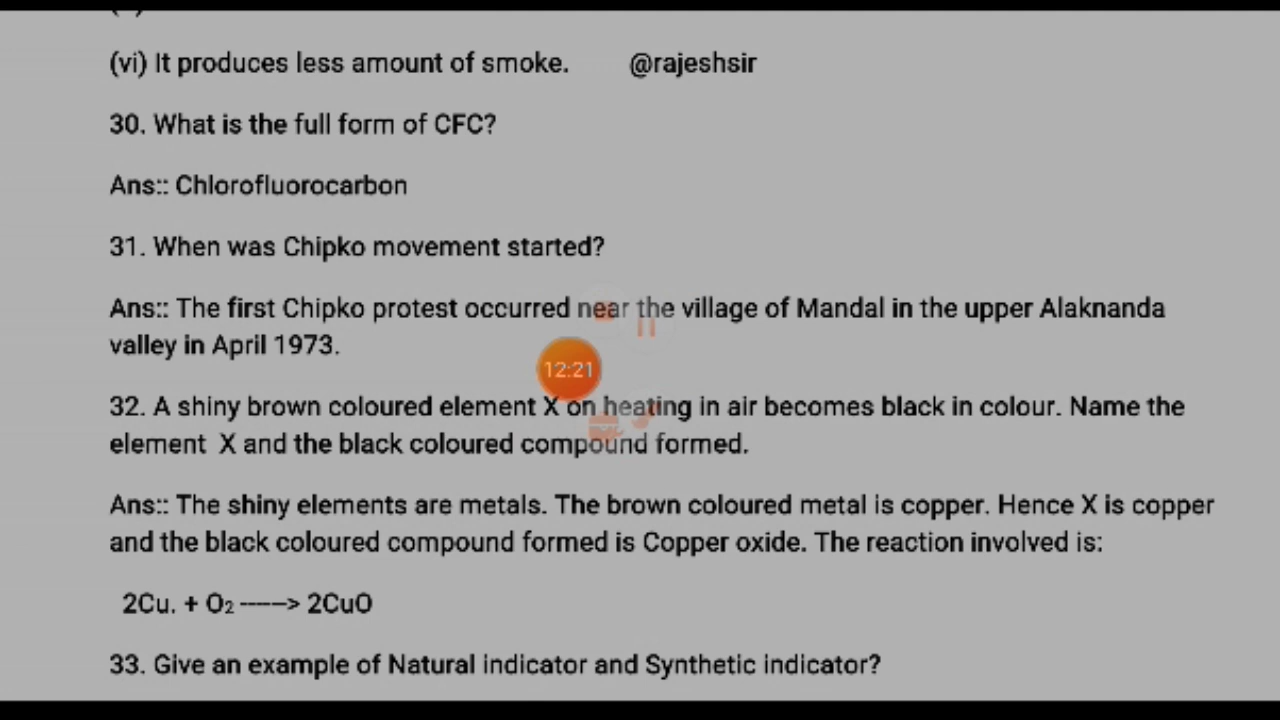 (vi) It produces less amount of smoke. @rajeshsir
30. What is the full form of CFC?
Ans:: Chlorofluorocarbon
31. When was Chipko movement started?
Ans:: The first Chipko protest occurred near the village of Mandal in the upper Alaknanda
valley in April 1973.
12:21
32. A shiny brown coloured element X on heating in air becomes black in colour. Name the
element X and the black coloured compound formed.
Ans:: The shiny elements are metals. The brown coloured metal is copper. Hence X is copper
and the black coloured compound formed is Copper oxide. The reaction involved is:
2Cu. + O₂ -----> 2CuO
33. Give an example of Natural indicator and Synthetic indicator?